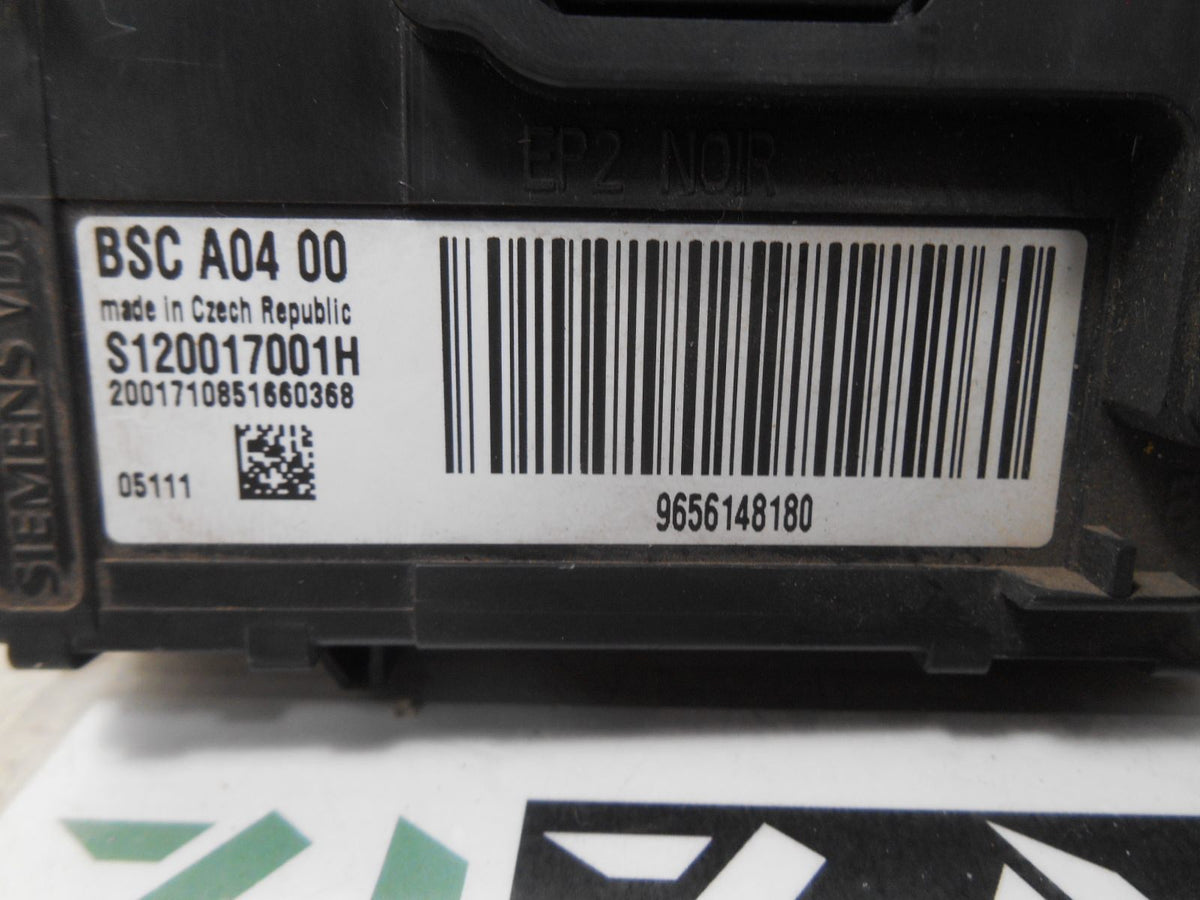 EP2 NOIR
SIEMENS VDO
BSC A04 00
made in Czech Republic
S120017001H
2001710851660368
05111
9656148180